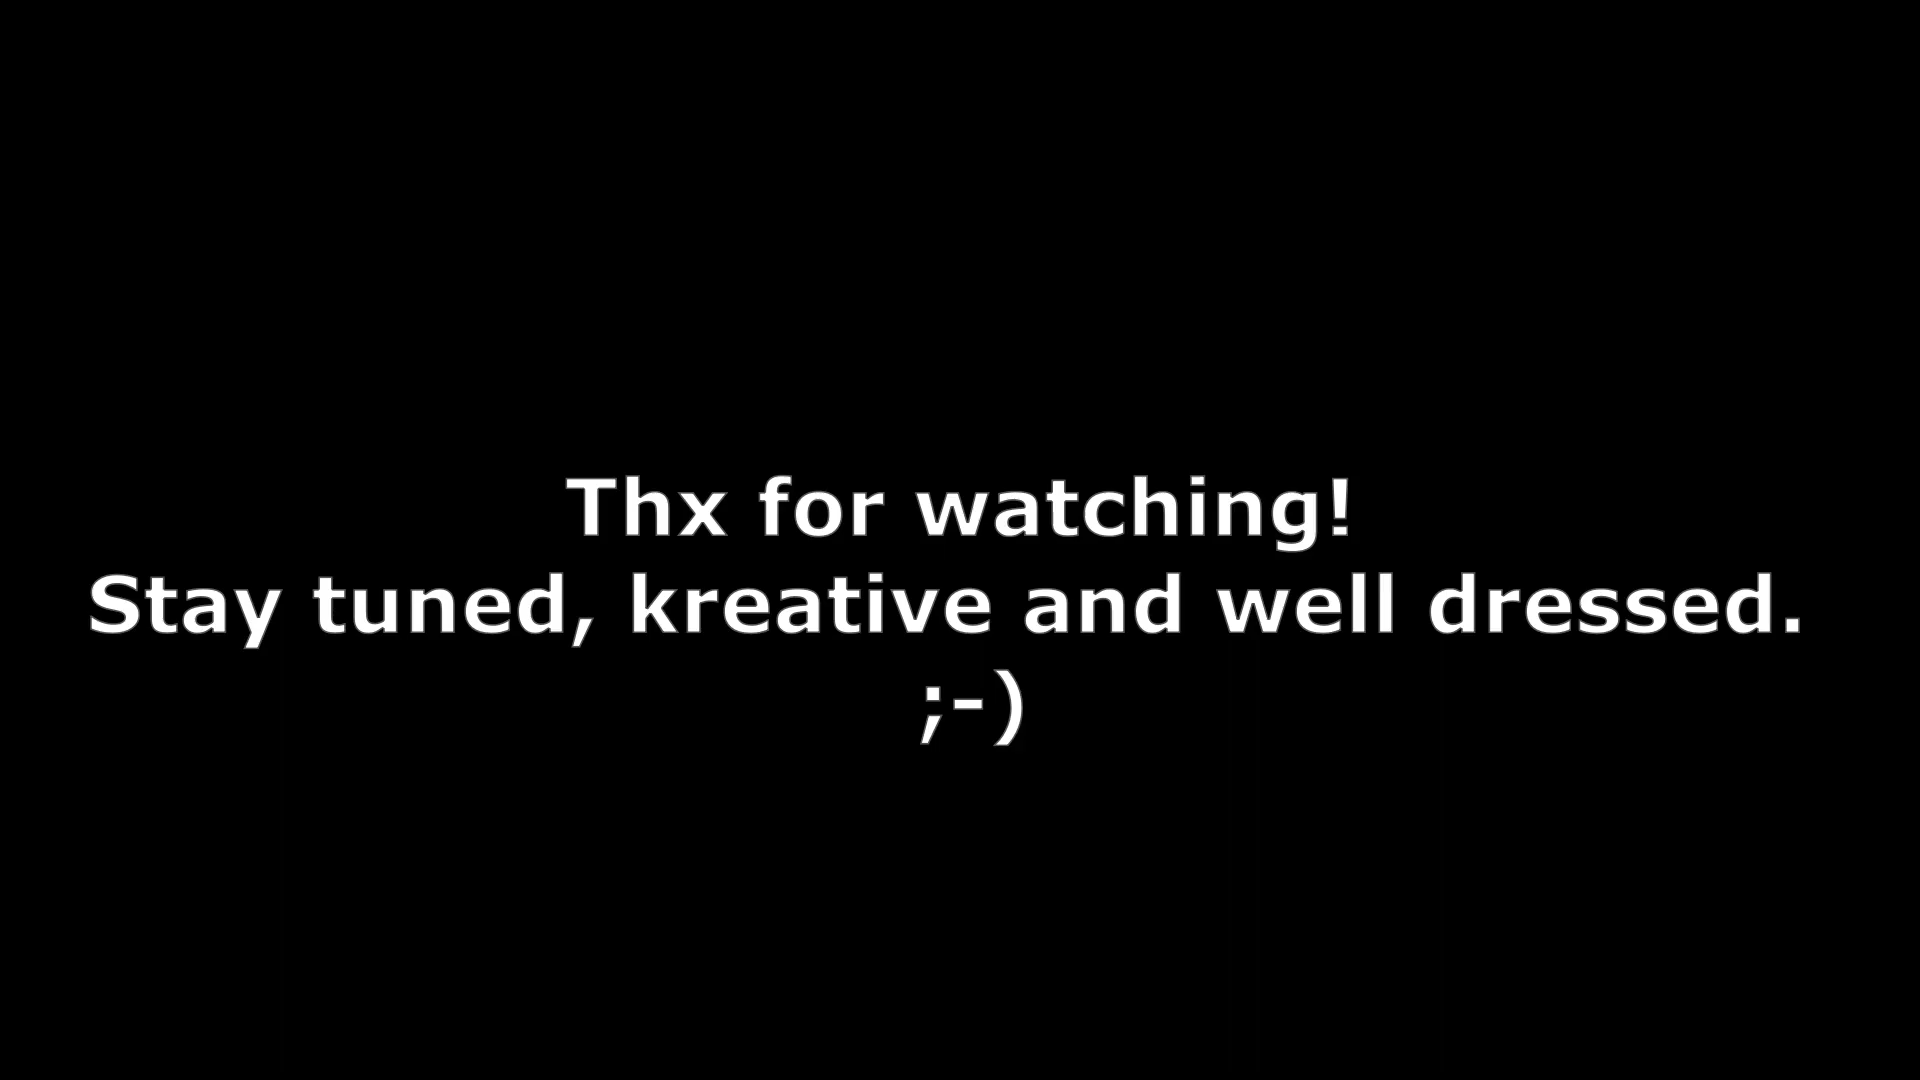 Thx for watching!
Stay tuned, kreative and well dressed.
;-)